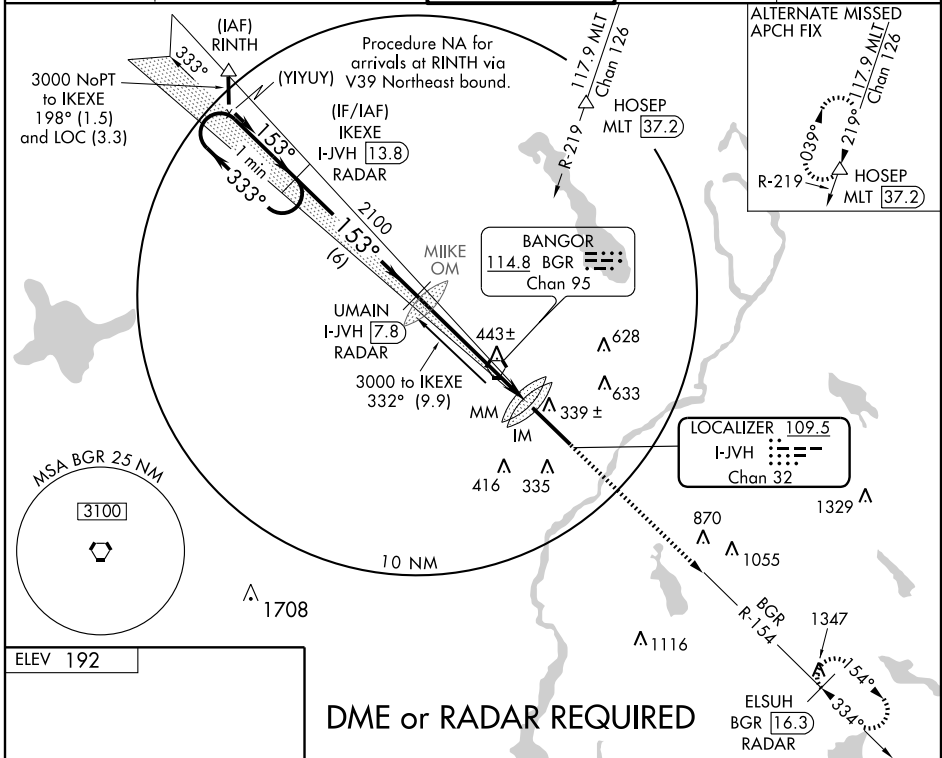 (IAF)
RINTH
333°
3000 NoPT
to IKEXE
198° (1.5)
and LOC (3.3)
Procedure NA for
arrivals at RINTH via
V39 Northeast bound.
(YIYUY)
(IF/IAF)
IKEXE
I-JVH 13.8
RADAR
153°
1 min
333°
2100
153°
(6)
117.9 MLT
Chan 126
HOSEP
MLT 37.2
R-219
ALTERNATE MISSED
APCH FIX
117.9 MLT
Chan 126
039°
219°
R-219
HOSEP
MLT 37.2
MIIKE
OM
BANGOR
114.8 BGR
Chan 95
UMAIN
I-JVH 7.8
RADAR
443±
628
3000 to IKEXE
332° (9.9)
633
MM
339 ±
IM
LOCALIZER 109.5
I-JVH
Chan 32
416
335
1329
MSA BGR 25 NM
3100
870
1055
10 NM
1708
BGR
R-154
1347
1116
154°
334°
ELSUH
BGR 16.3
RADAR
ELEV 192
DME or RADAR REQUIRED